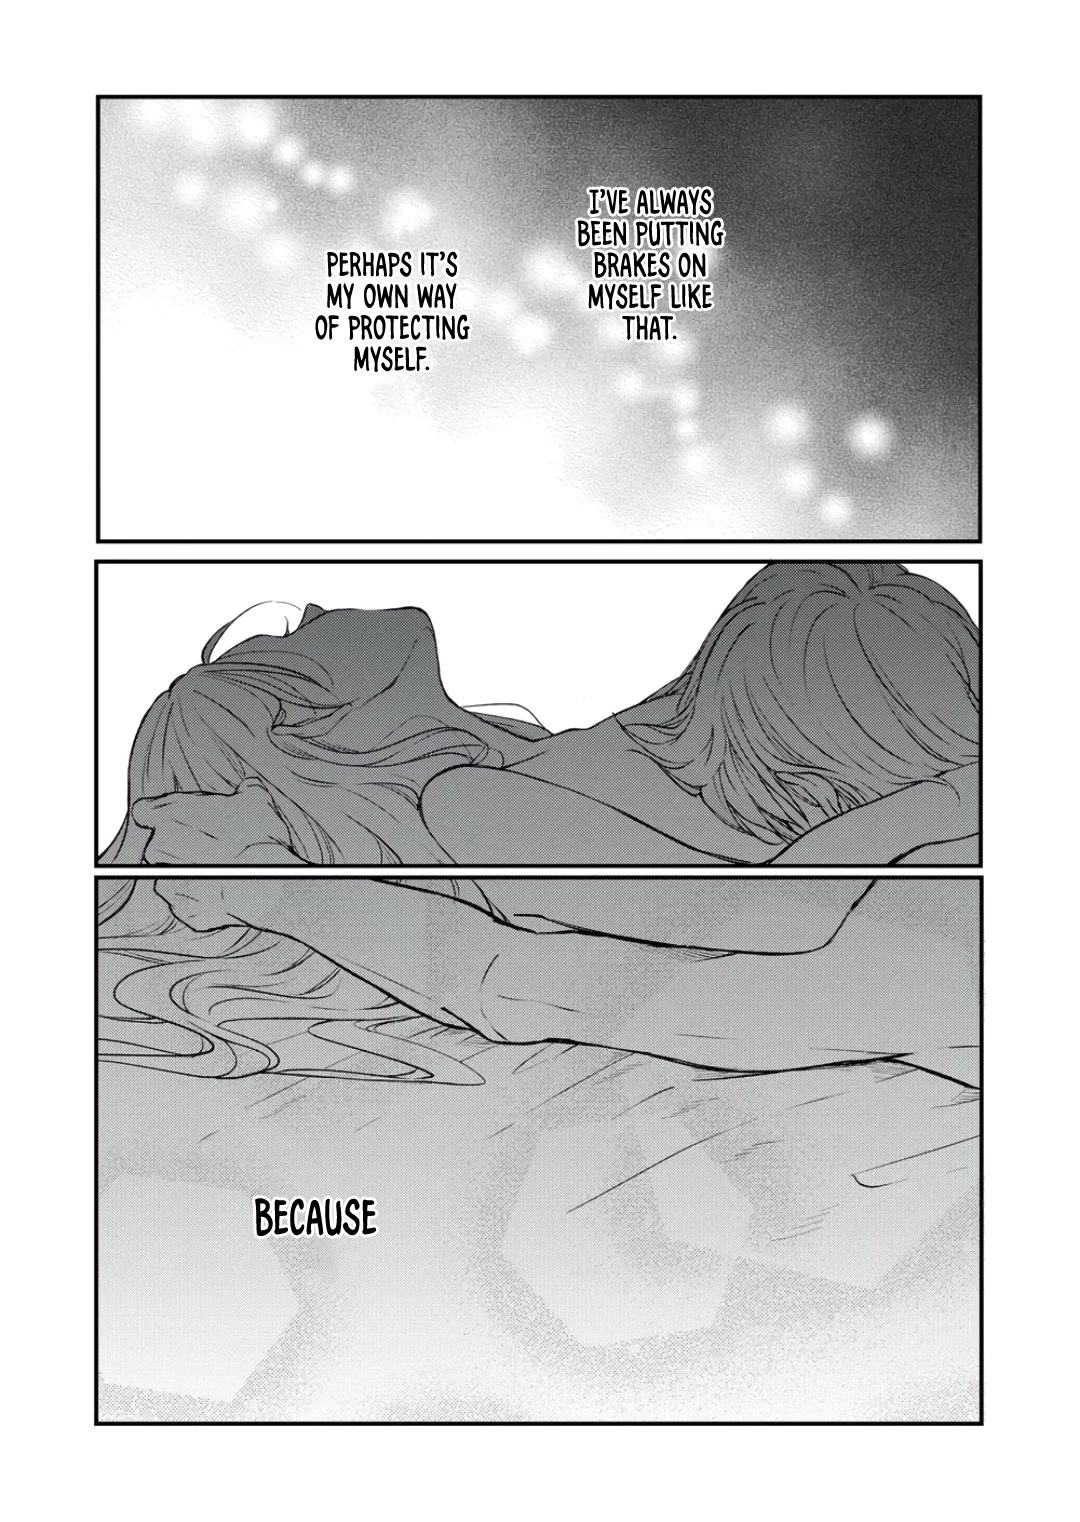 I'VE ALWAYS
BEEN PUTTING
BRAKES ON
MYSELF LIKE
THAT.
PERHAPS IT'S
MY OWN WAY
OF PROTECTING
MYSELF.
BECAUSE